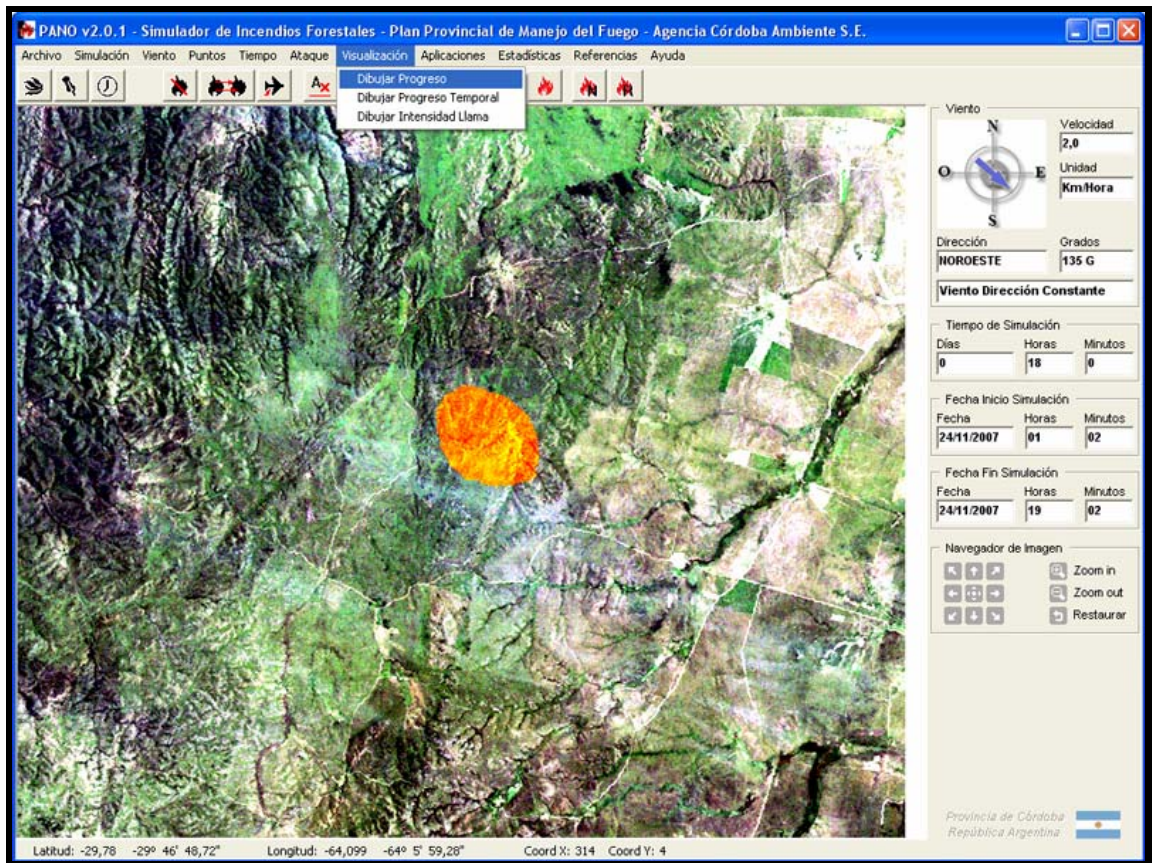 PANO v2.0.1 - Simulador de Incendios Forestales - Plan Provincial de Manejo del Fuego - Agencia Córdoba Ambiente S.E.
Archivo Simulación Viento Puntos Tiempo Ataque Visualización Aplicaciones Estadísticas Referencias Ayuda
Dibujar Progreso
Dibujar Progreso Temporal
Dibujar Intensidad Llama
Viento
N
O
E
S
Velocidad
2,0
Unidad
Km/Hora
Dirección Grados
NOROESTE 135 G
Viento Dirección Constante
Tiempo de Simulación
Días Horas Minutos
0 18 0
Fecha Inicio Simulación
Fecha Horas Minutos
24/11/2007 01 02
Fecha Fin Simulación
Fecha Horas Minutos
24/11/2007 19 02
Navegador de Imagen
Zoom in
Zoom out
Restaurar
Provincia de Córdoba
República Argentina
Latitud: -29,78 -29º 46' 48,72" Longitud: -64,099 -64º 5' 59,28" Coord X: 314 Coord Y: 4